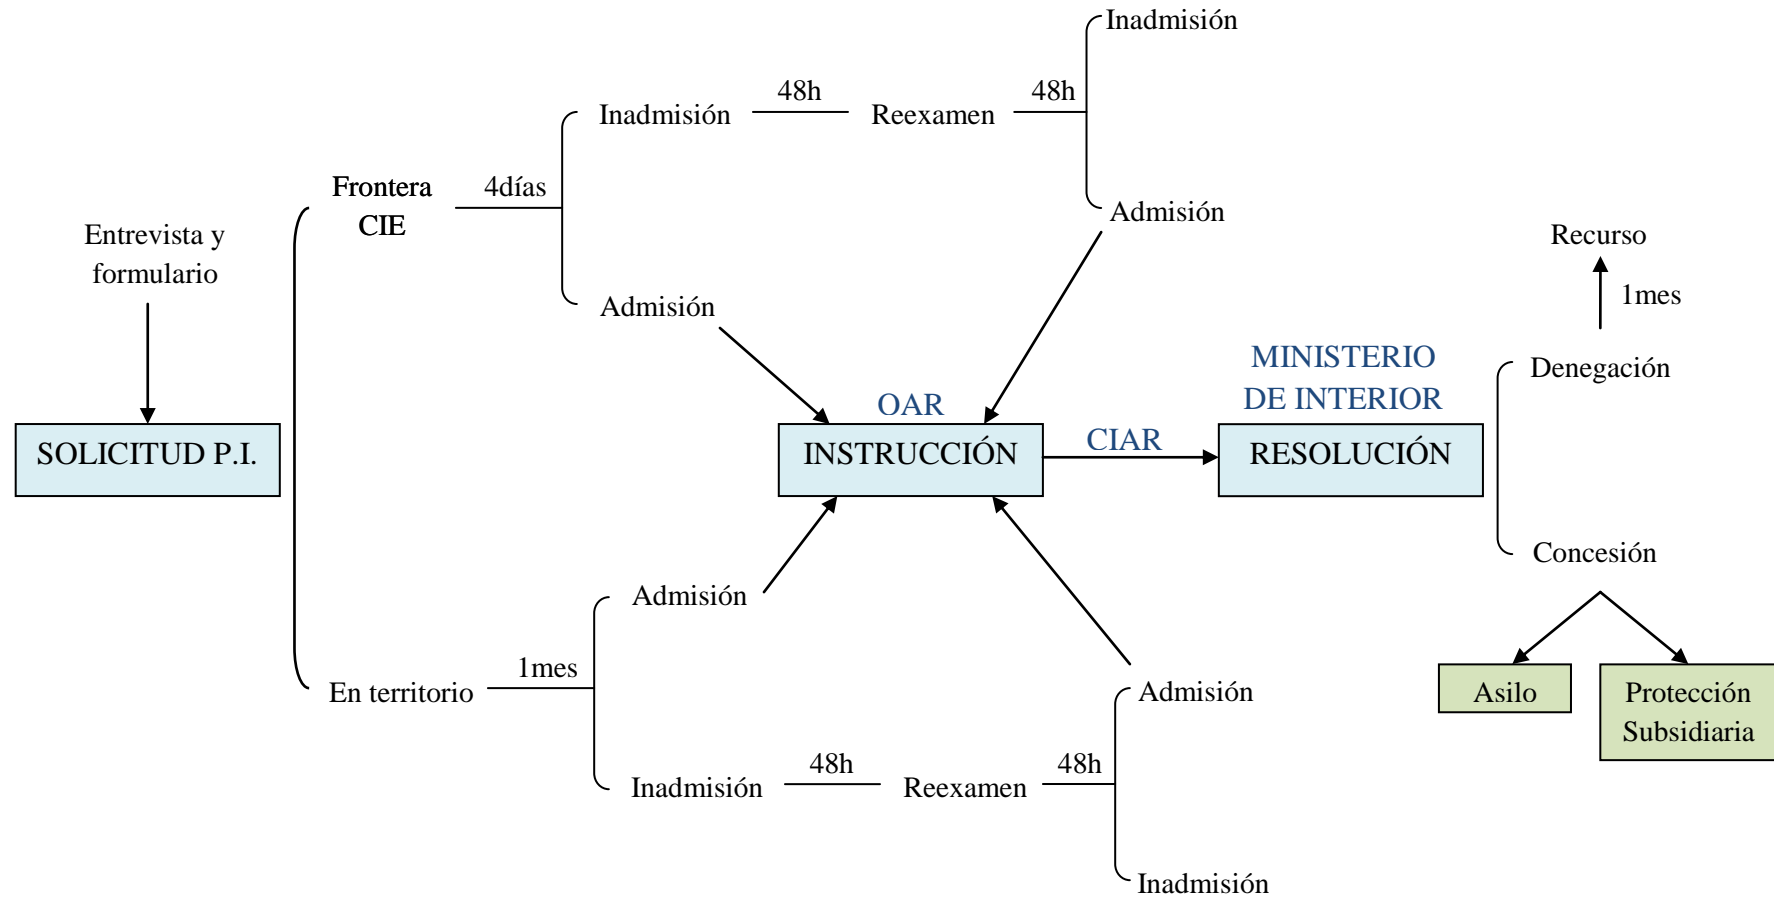 Entrevista y
formulario
SOLICITUD P.I.
Frontera
CIE
4días
Inadmisión
48h
Reexamen
48h
Inadmisión
Admisión
Admisión
En territorio
1mes
Admisión
Inadmisión
48h
Reexamen
48h
Admisión
Inadmisión
OAR
INSTRUCCIÓN
CIAR
MINISTERIO
DE INTERIOR
RESOLUCIÓN
Recurso
1mes
Denegación
Concesión
Asilo
Protección
Subsidiaria